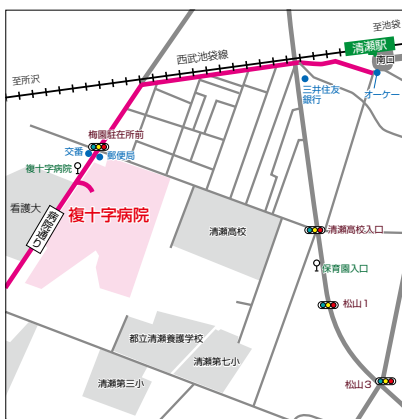 至池袋
清瀬駅
西武池袋線
南口
至所沢
三井住友
銀行
オーケー
梅園駐在所前
交番
郵便局
複十字病院
看護大
複十字病院
病院通り
清瀬高校
清瀬高校入口
保育園入口
松山1
都立清瀬養護学校
清瀬第七小
清瀬第三小
松山3